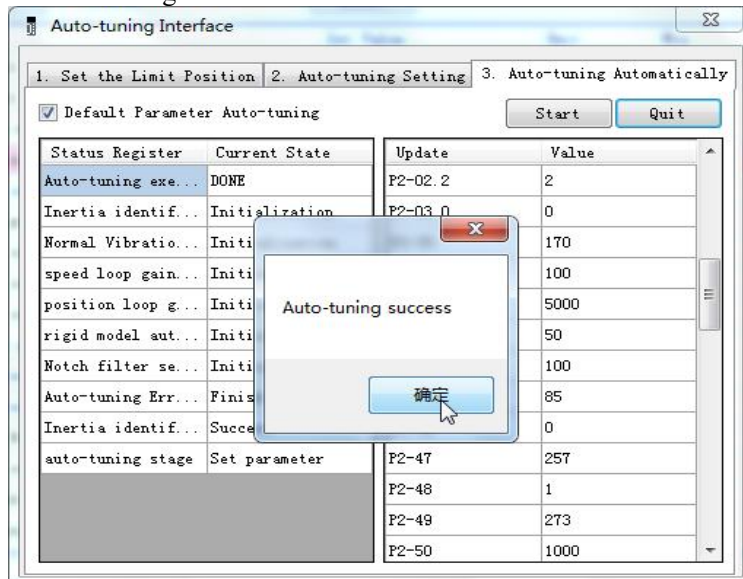 Auto-tuning Interface
1. Set the Limit Position 2. Auto-tuning Setting 3. Auto-tuning Automatically
Default Parameter Auto-tuning Start Quit
Status Register Current State Update Value
Auto-tuning exe... DONE P2-02.2 2
Inertia identif... Initialization P2-03.0 0
Normal Vibratio... Initi 170
speed loop gain... Initi 100
position loop g... Initi 5000
rigid model aut... Initi 50
Notch filter se... Initi 100
Auto-tuning Err... Finis 85
Inertia identif... Succe 0
auto-tuning stage Set parameter P2-47 257
P2-48 1
P2-49 273
P2-50 1000
Auto-tuning success
确定